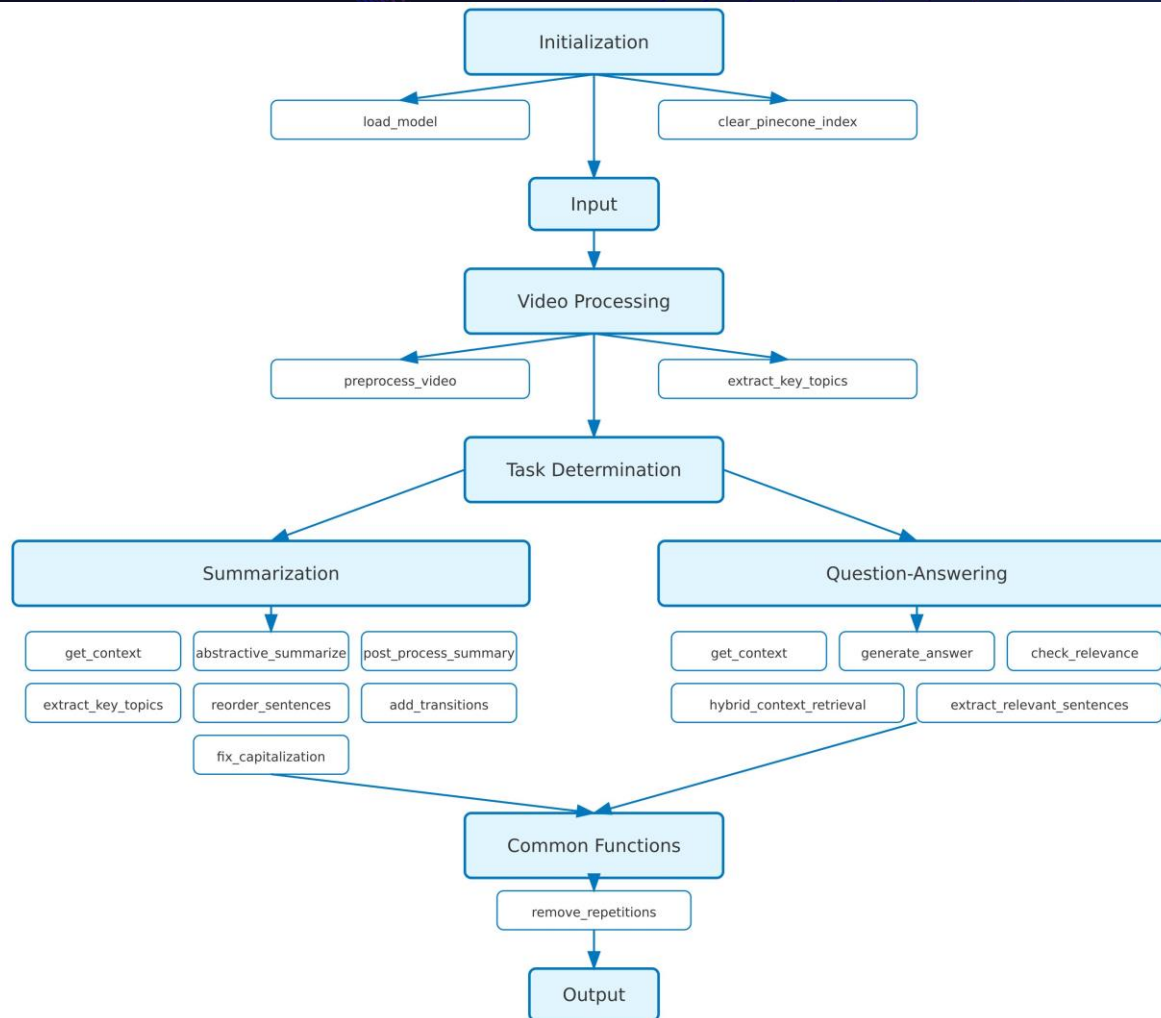 Initialization
load_model
clear_pinecone_index
Input
Video Processing
preprocess_video
extract_key_topics
Task Determination
Summarization
Question-Answering
get_context
abstractive_summarize
post_process_summary
get_context
generate_answer
check_relevance
extract_key_topics
reorder_sentences
add_transitions
hybrid_context_retrieval
extract_relevant_sentences
fix_capitalization
Common Functions
remove_repetitions
Output